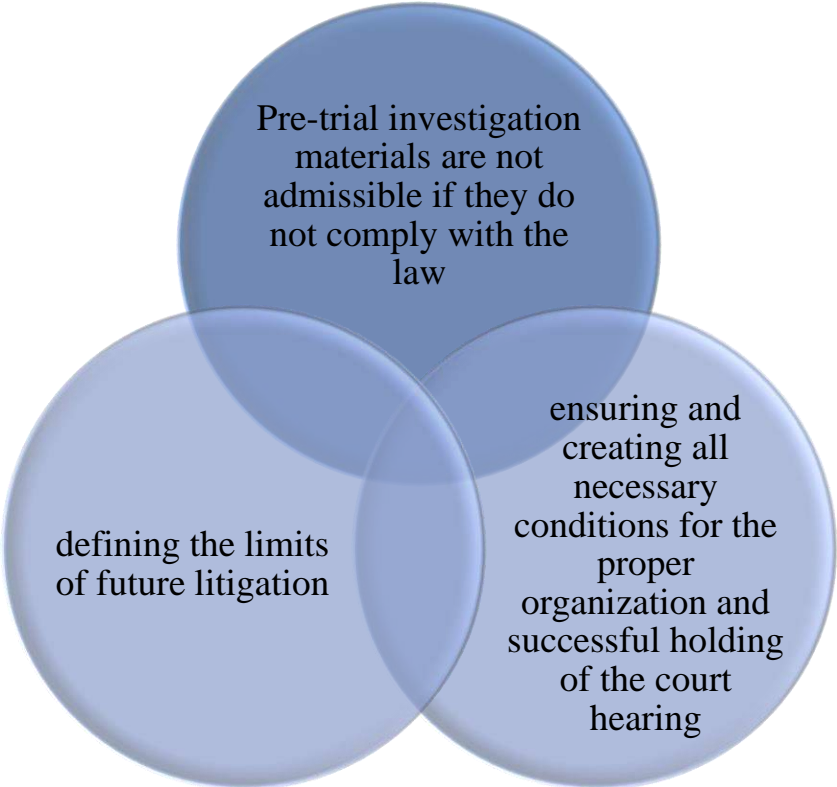 Pre-trial investigation
materials are not
admissible if they do
not comply with the
law
defining the limits
of future litigation
ensuring and
creating all
necessary
conditions for the
proper
organization and
successful holding
of the court
hearing